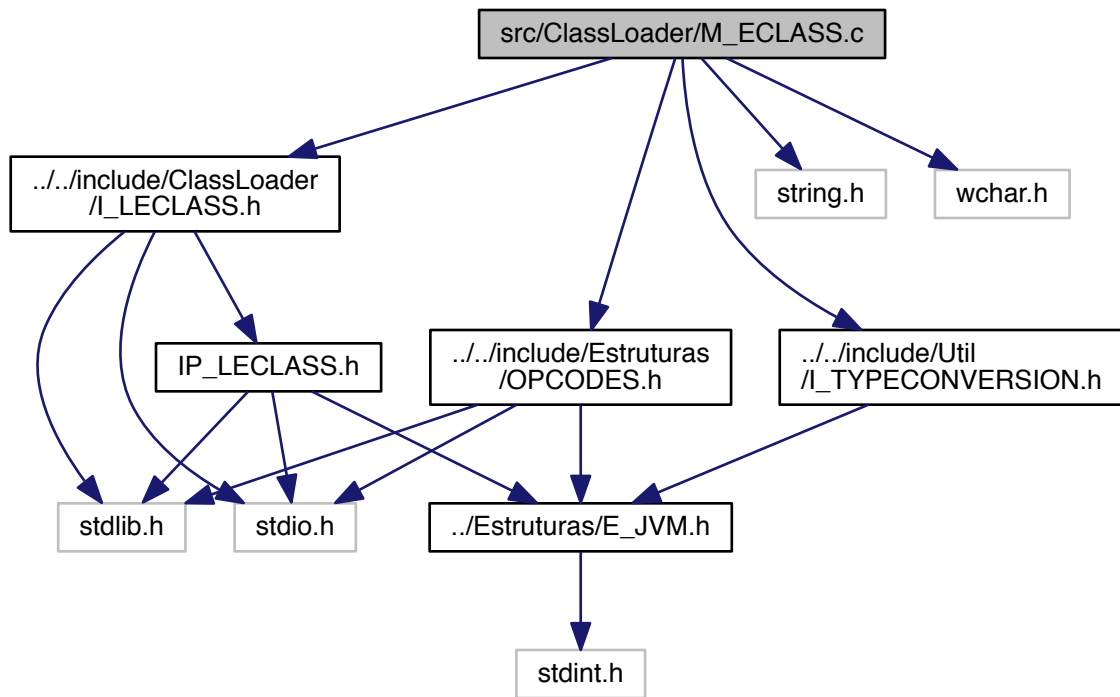 src/ClassLoader/M_ECLASS.c
../../include/ClassLoader
/I_LECLASS.h
string.h
wchar.h
IP_LECLASS.h
../../include/Estruturas
/OPCODES.h
../../include/Util
/I_TYPECONVERSION.h
stdlib.h
stdio.h
../Estruturas/E_JVM.h
stdint.h